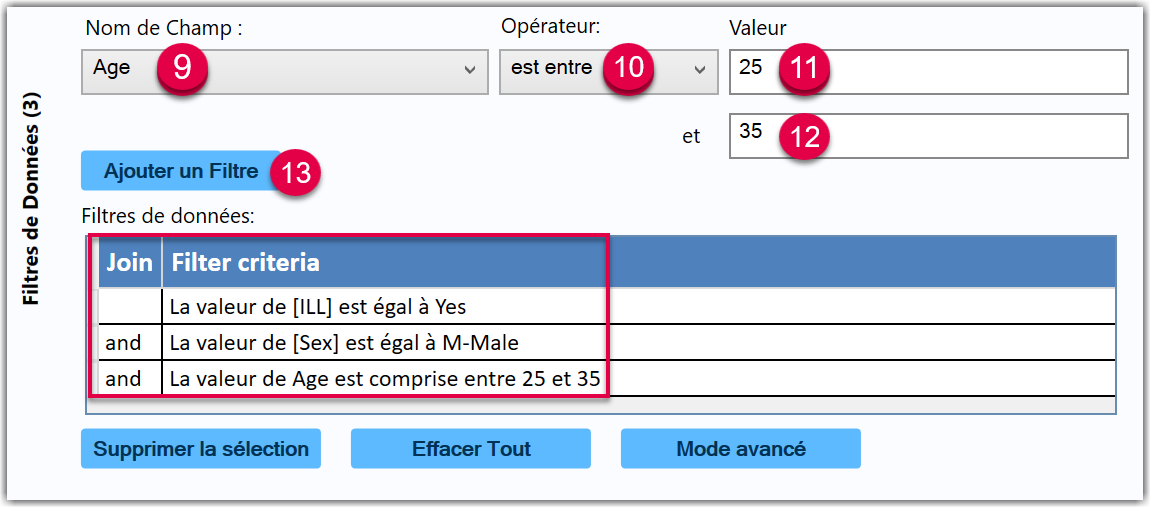 Filtres de Données (3)
Nom de Champ : Opérateur: Valeur
Age 9 est entre 10 25 11
et 35 12
Ajouter un Filtre 13
Filtres de données:
Join Filter criteria
La valeur de [ILL] est égal à Yes
and La valeur de [Sex] est égal à M-Male
and La valeur de Age est comprise entre 25 et 35
Supprimer la sélection Effacer Tout Mode avancé